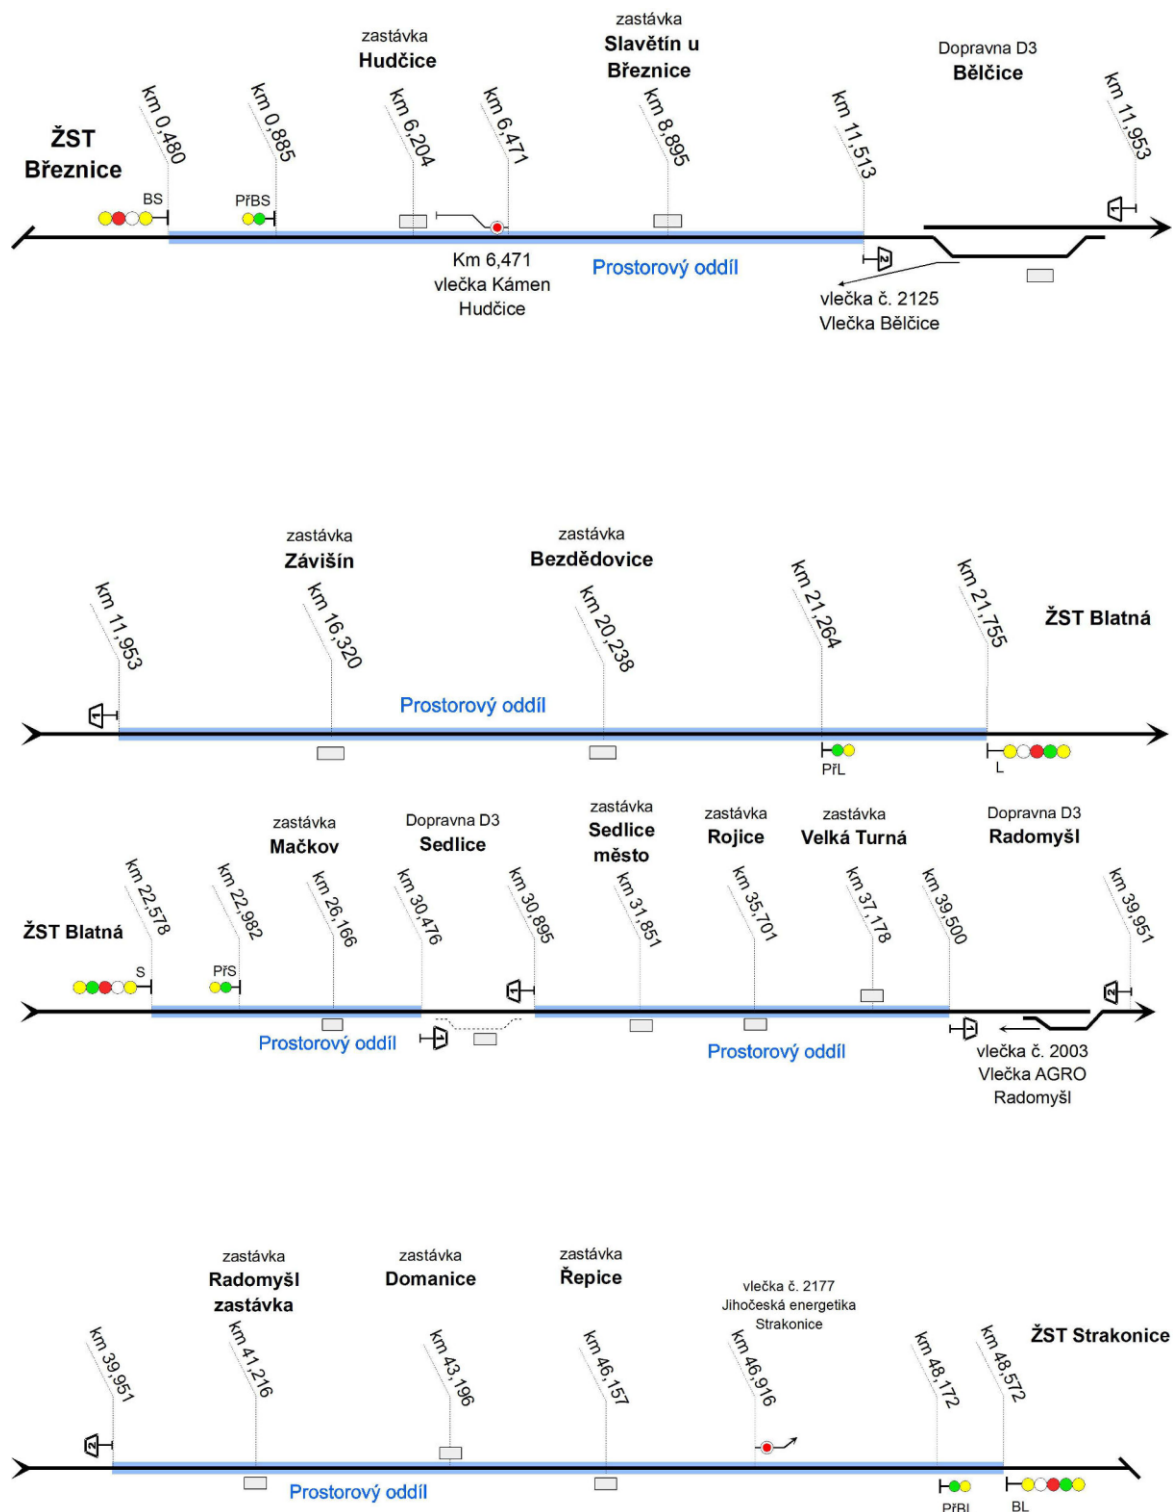 zastávka
Hudčice
zastávka
Slavětín u
Březnice
Dopravna D3
Bělčice
ŽST
Březnice
km 0,480
km 0,885
km 6,204
km 6,471
km 8,895
km 11,513
km 11,953
BS
PřBS
1
2
Km 6,471
vlečka Kámen
Hudčice
Prostorový oddíl
vlečka č. 2125
Vlečka Bělčice
zastávka
Závišín
zastávka
Bezdědovice
ŽST Blatná
km 11,953
km 16,320
km 20,238
km 21,264
km 21,755
1
Prostorový oddíl
PřL
L
zastávka
Mačkov
Dopravna D3
Sedlice
zastávka
Sedlice
město
zastávka
Rojice
zastávka
Velká Turná
Dopravna D3
Radomyšl
ŽST Blatná
km 22,578
km 22,982
km 26,166
km 30,476
km 30,895
km 31,851
km 35,701
km 37,178
km 39,500
km 39,951
S
PřS
1
2
Prostorový oddíl
1
Prostorový oddíl
1
vlečka č. 2003
Vlečka AGRO
Radomyšl
zastávka
Radomyšl
zastávka
zastávka
Domanice
zastávka
Řepice
vlečka č. 2177
Jihočeská energetika
Strakonice
ŽST Strakonice
km 39,951
km 41,216
km 43,196
km 46,157
km 46,916
km 48,172
km 48,572
2
Prostorový oddíl
PřBL
BL